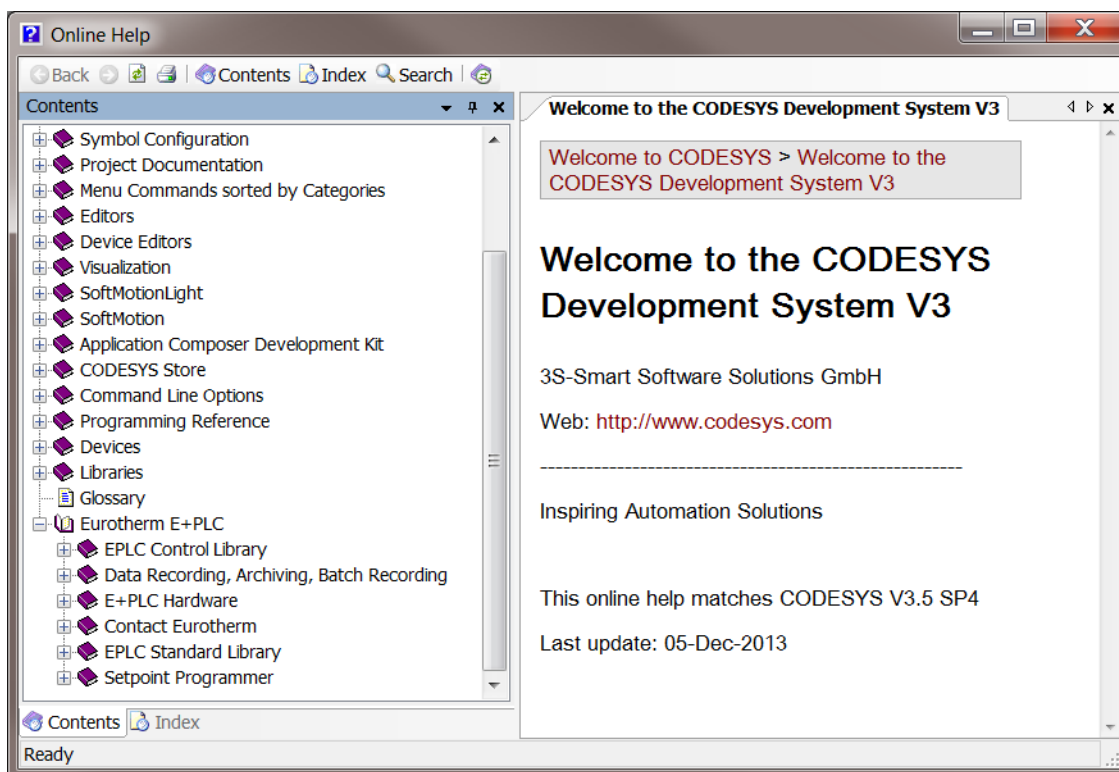 Online Help
Back Contents Index Search
Contents
Symbol Configuration
Project Documentation
Menu Commands sorted by Categories
Editors
Device Editors
Visualization
SoftMotionLight
SoftMotion
Application Composer Development Kit
CODESYS Store
Command Line Options
Programming Reference
Devices
Libraries
Glossary
Eurotherm E+PLC
EPLC Control Library
Data Recording, Archiving, Batch Recording
E+PLC Hardware
Contact Eurotherm
EPLC Standard Library
Setpoint Programmer
Contents Index
Ready
Welcome to the CODESYS Development System V3
Welcome to CODESYS > Welcome to the
CODESYS Development System V3
Welcome to the CODESYS
Development System V3
3S-Smart Software Solutions GmbH
Web: http://www.codesys.com
--------------------------------------------------------
Inspiring Automation Solutions
This online help matches CODESYS V3.5 SP4
Last update: 05-Dec-2013